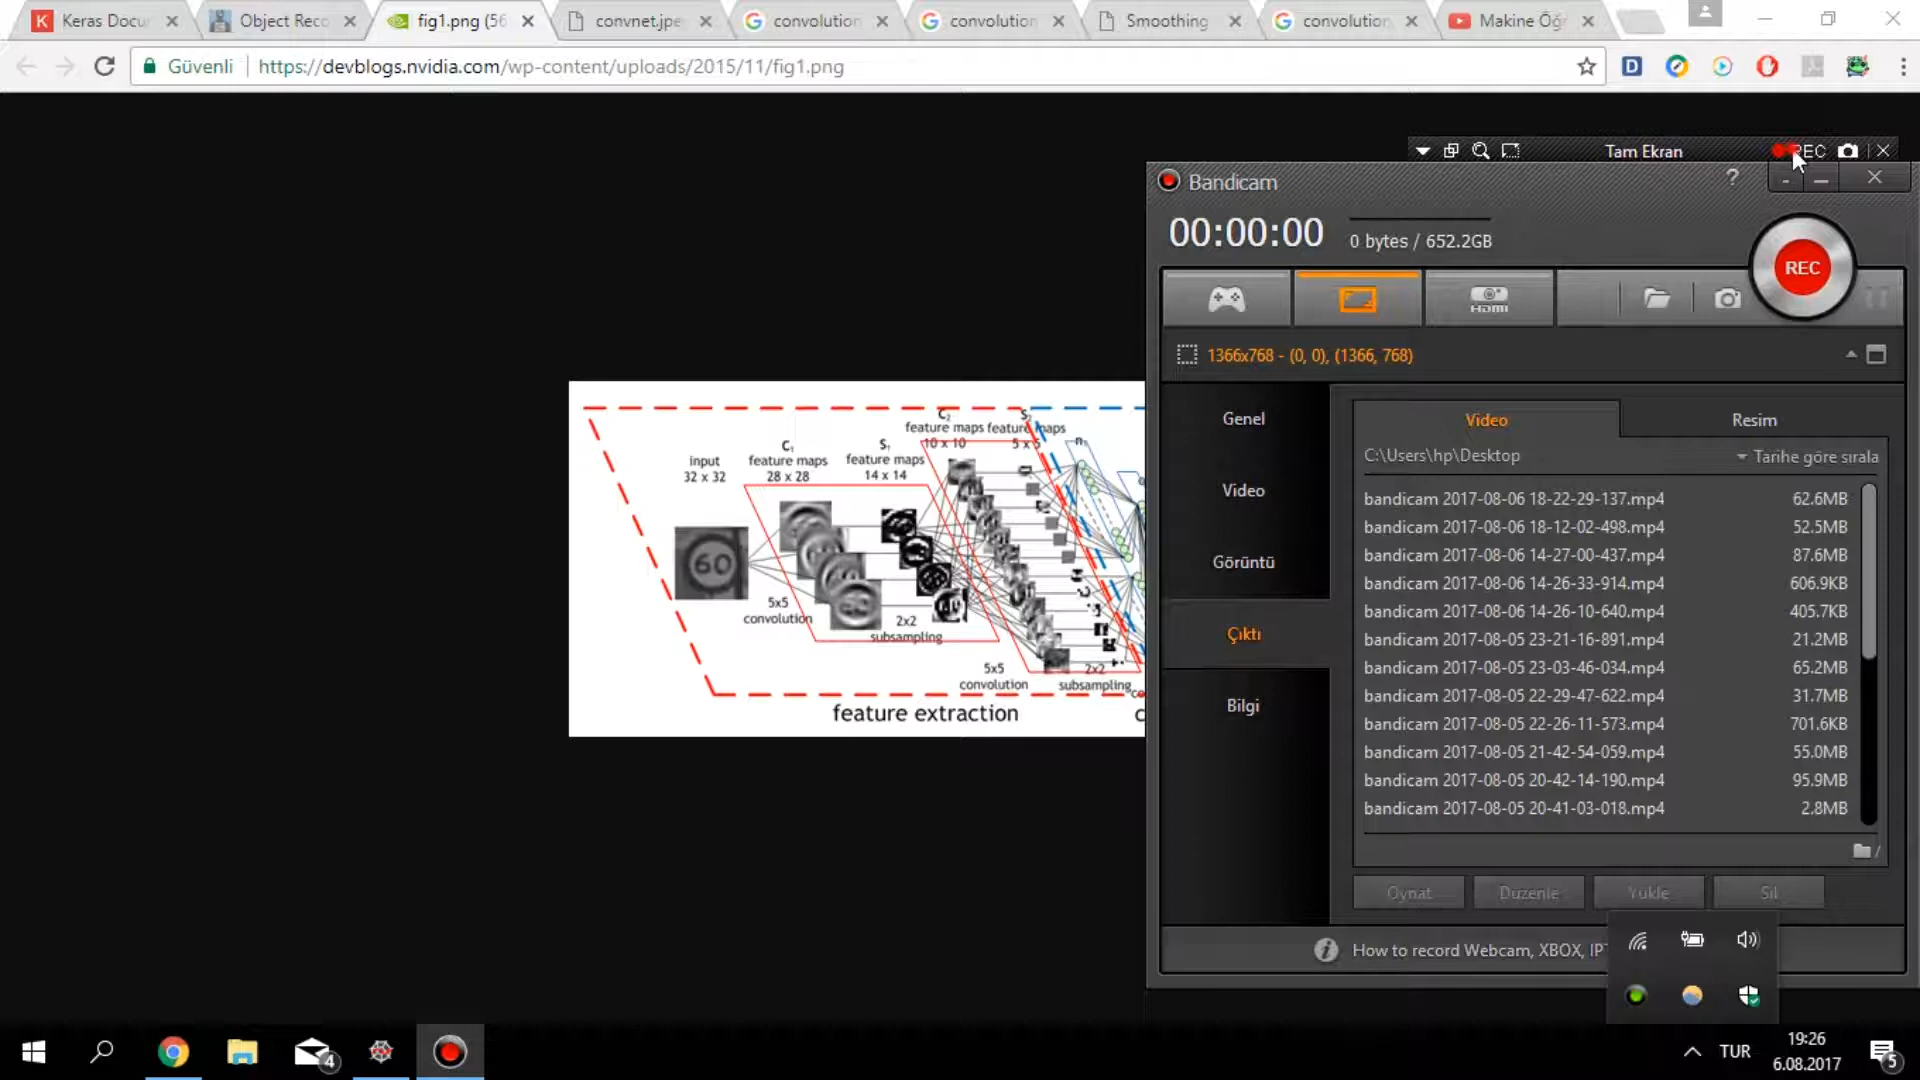 Keras Docu
Object Reco
fig1.png (56
convnet.jpe
convolution
convolution
Smoothing
convolution
Makine Öğr
Güvenli
https://devblogs.nvidia.com/wp-content/uploads/2015/11/fig1.png
Tam Ekran
REC
Bandicam
00:00:00
0 bytes / 652.2GB
REC
HDMI
1366x768 - (0, 0), (1366, 768)
Genel
Video
Görüntü
Çıktı
Bilgi
Video
Resim
C:\Users\hp\Desktop
Tarihe göre sırala
bandicam 2017-08-06 18-22-29-137.mp4 62.6MB
bandicam 2017-08-06 18-12-02-498.mp4 52.5MB
bandicam 2017-08-06 14-27-00-437.mp4 87.6MB
bandicam 2017-08-06 14-26-33-914.mp4 606.9KB
bandicam 2017-08-06 14-26-10-640.mp4 405.7KB
bandicam 2017-08-05 23-21-16-891.mp4 21.2MB
bandicam 2017-08-05 23-03-46-034.mp4 65.2MB
bandicam 2017-08-05 22-29-47-622.mp4 31.7MB
bandicam 2017-08-05 22-26-11-573.mp4 701.6KB
bandicam 2017-08-05 21-42-54-059.mp4 55.0MB
bandicam 2017-08-05 20-42-14-190.mp4 95.9MB
bandicam 2017-08-05 20-41-03-018.mp4 2.8MB
Oynat
Düzenle
Yükle
Sil
How to record Webcam, XBOX, IPT
input
32 x 32
C1
feature maps
28 x 28
S1
feature maps
14 x 14
C2
feature maps
10 x 10
S2
feature maps
5 x 5
n1
60
5x5
convolution
2x2
subsampling
5x5
convolution
2x2
subsampling
feature extraction
4
TUR
19:26
6.08.2017
5